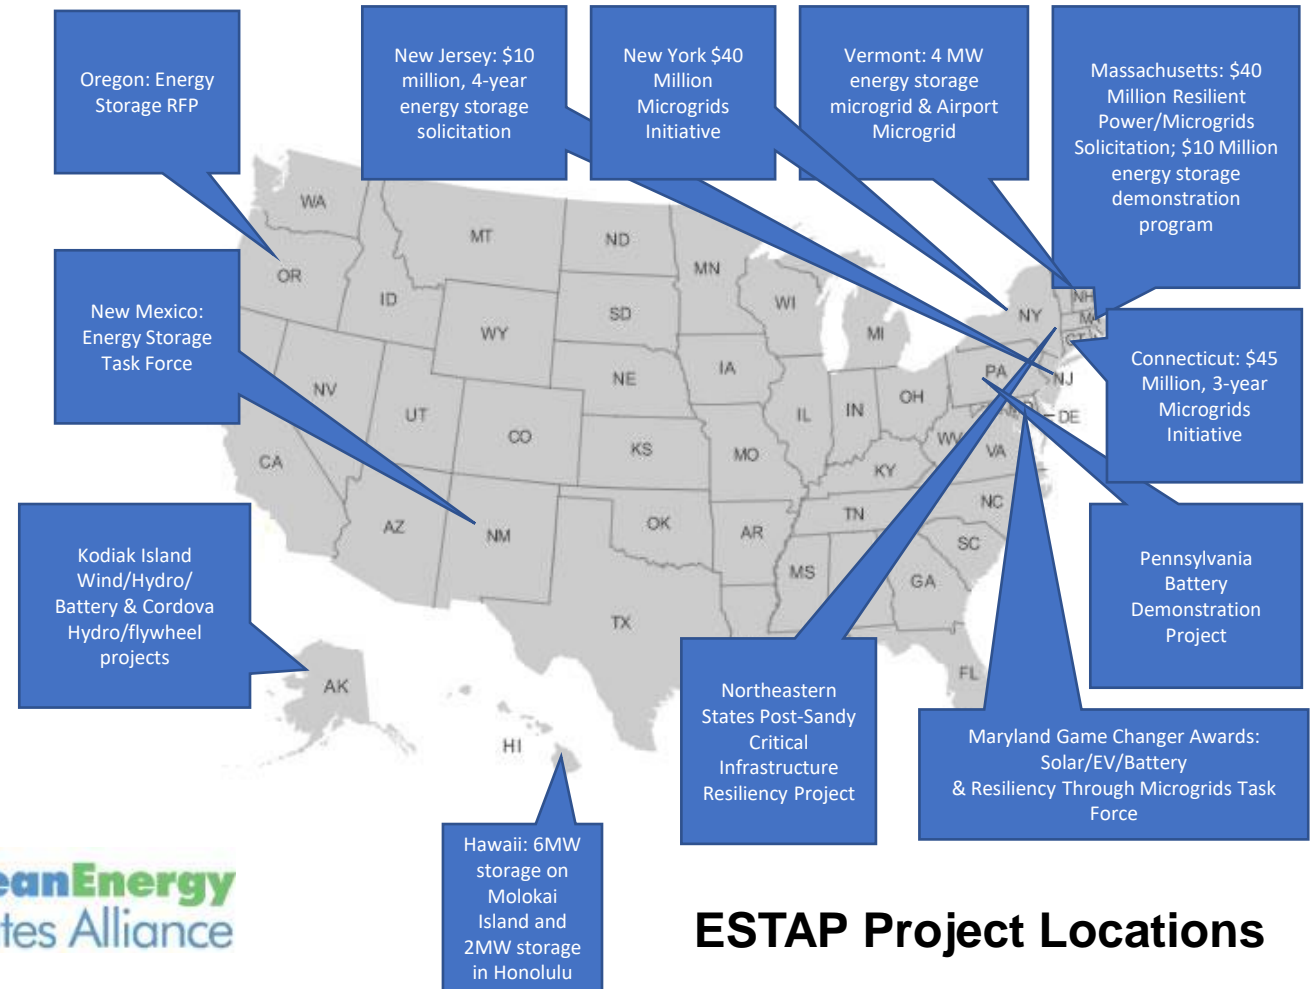 Oregon: Energy
Storage RFP
New Jersey: $10
million, 4-year
energy storage
solicitation
New York $40
Million
Microgrids
Initiative
Vermont: 4 MW
energy storage
microgrid & Airport
Microgrid
Massachusetts: $40
Million Resilient
Power/Microgrids
Solicitation; $10 Million
energy storage
demonstration
program
New Mexico:
Energy Storage
Task Force
Connecticut: $45
Million, 3-year
Microgrids
Initiative
Kodiak Island
Wind/Hydro/
Battery & Cordova
Hydro/flywheel
projects
Pennsylvania
Battery
Demonstration
Project
Northeastern
States Post-Sandy
Critical
Infrastructure
Resiliency Project
Maryland Game Changer Awards:
Solar/EV/Battery
& Resiliency Through Microgrids Task
Force
Hawaii: 6MW
storage on
Molokai
Island and
2MW storage
in Honolulu
WA
MT
ND
MN
OR
ID
WY
SD
WI
MI
NY
NH
MA
CT
NV
UT
CO
NE
IA
IL
IN
OH
PA
NJ
DE
CA
AZ
NM
KS
MO
KY
WV
VA
OK
AR
TN
NC
SC
MS
GA
TX
FL
AK
HI
eanEnergy
tes Alliance
ESTAP Project Locations